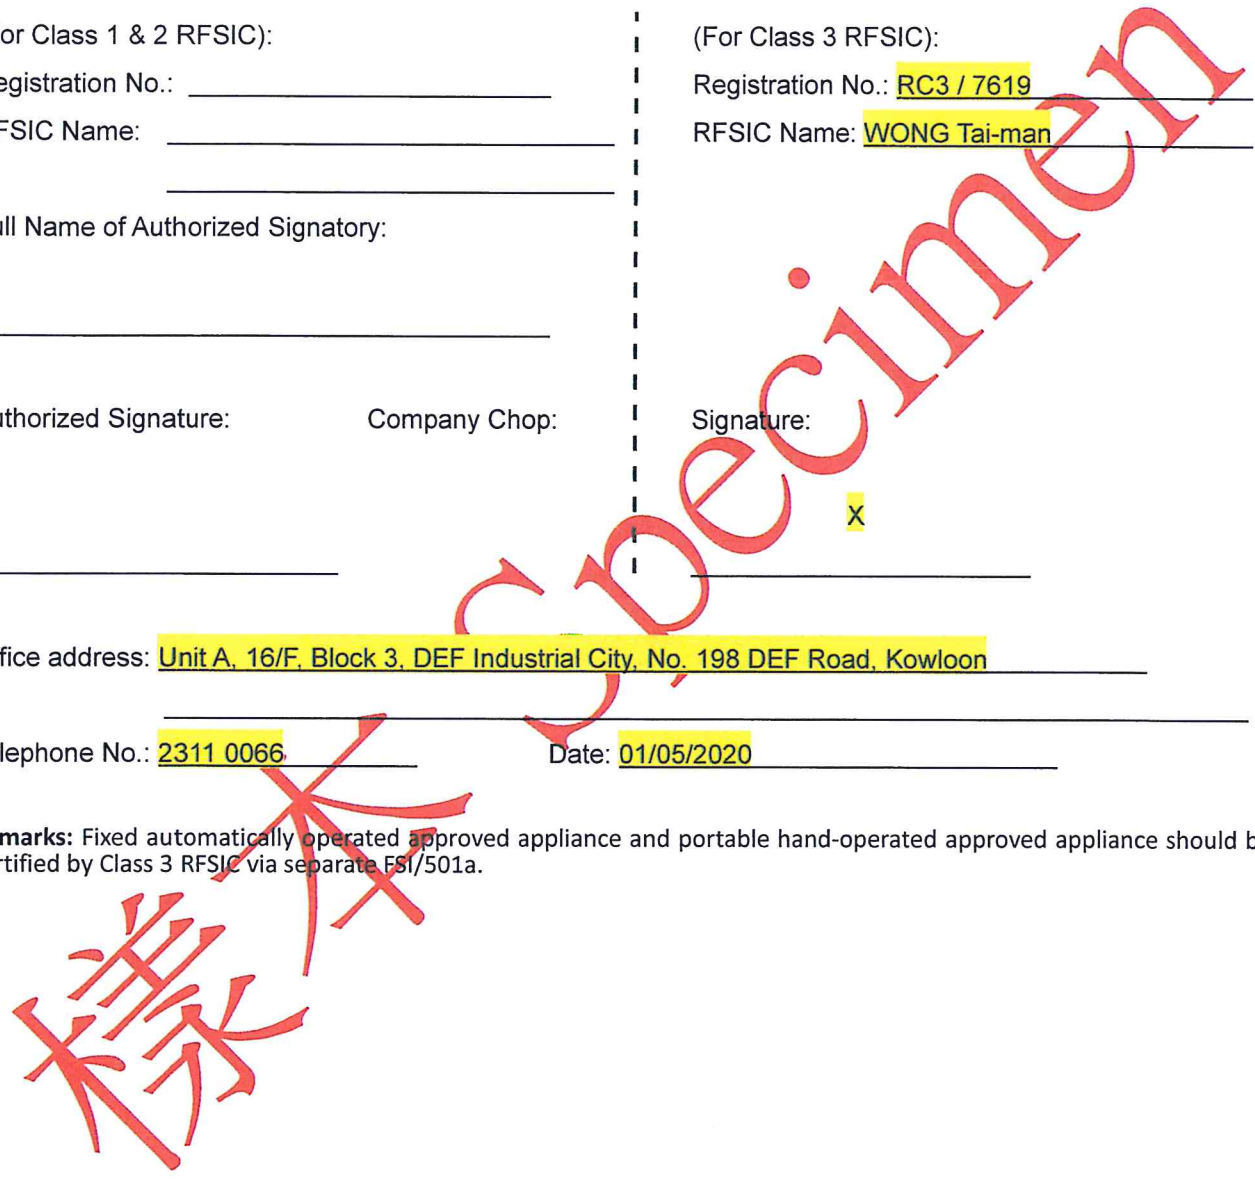 or Class 1 & 2 RFSIC):
egistration No.:
FSIC Name:
ull Name of Authorized Signatory:
uthorized Signature: Company Chop:
(For Class 3 RFSIC):
Registration No.: RC3 / 7619
RFSIC Name: WONG Tai-man
Signature:
X
fice address: Unit A, 16/F, Block 3, DEF Industrial City, No. 198 DEF Road, Kowloon
lephone No.: 2311 0066 Date: 01/05/2020
marks: Fixed automatically operated approved appliance and portable hand-operated approved appliance should b
rtified by Class 3 RFSIC via separate FSI/501a.
樣本 Specimen